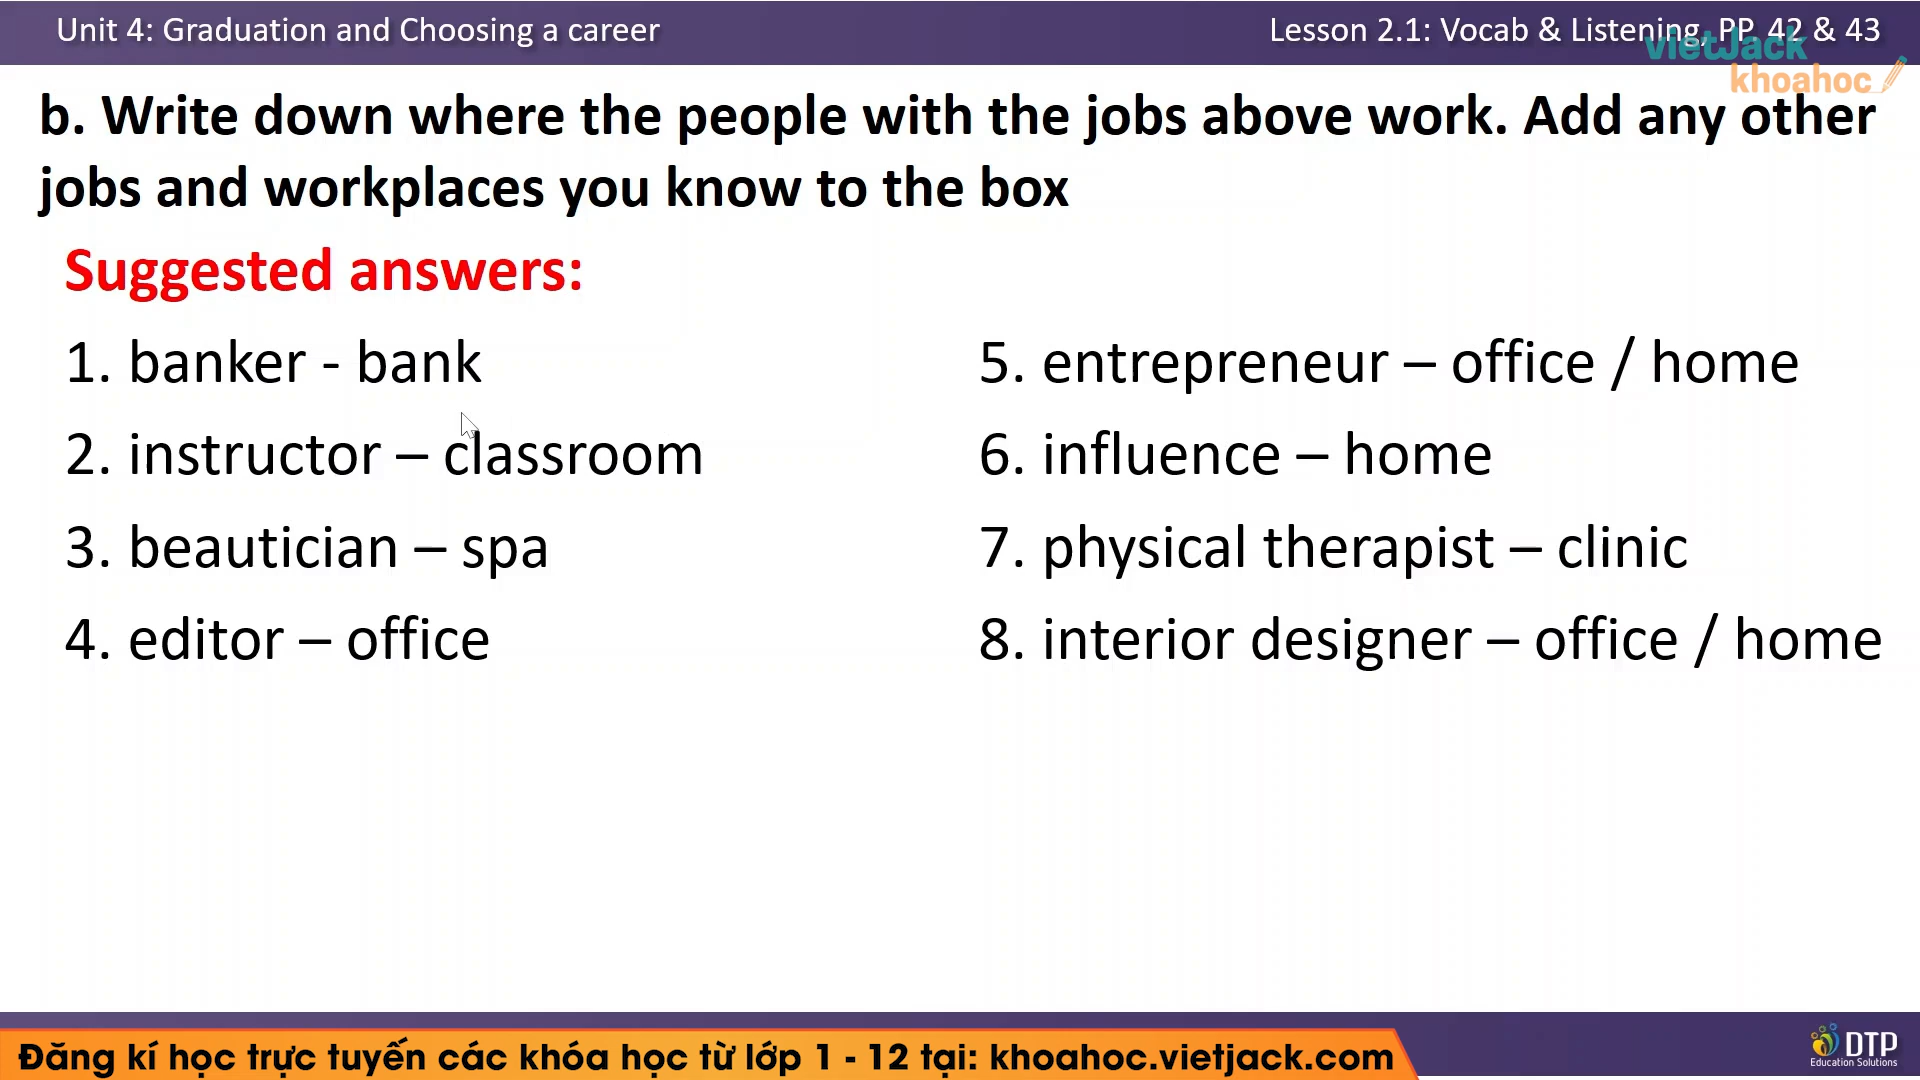 Unit 4: Graduation and Choosing a career
Lesson 2.1: Vocab & Listening, PP. 42 & 43
vietJack
khoahoc
b. Write down where the people with the jobs above work. Add any other
jobs and workplaces you know to the box
Suggested answers:
1. banker - bank
2. instructor – classroom
3. beautician – spa
4. editor – office
5. entrepreneur – office / home
6. influence – home
7. physical therapist – clinic
8. interior designer – office / home
Đăng kí học trực tuyến các khóa học từ lớp 1 - 12 tại: khoahoc.vietjack.com
DTP
Education Solutions